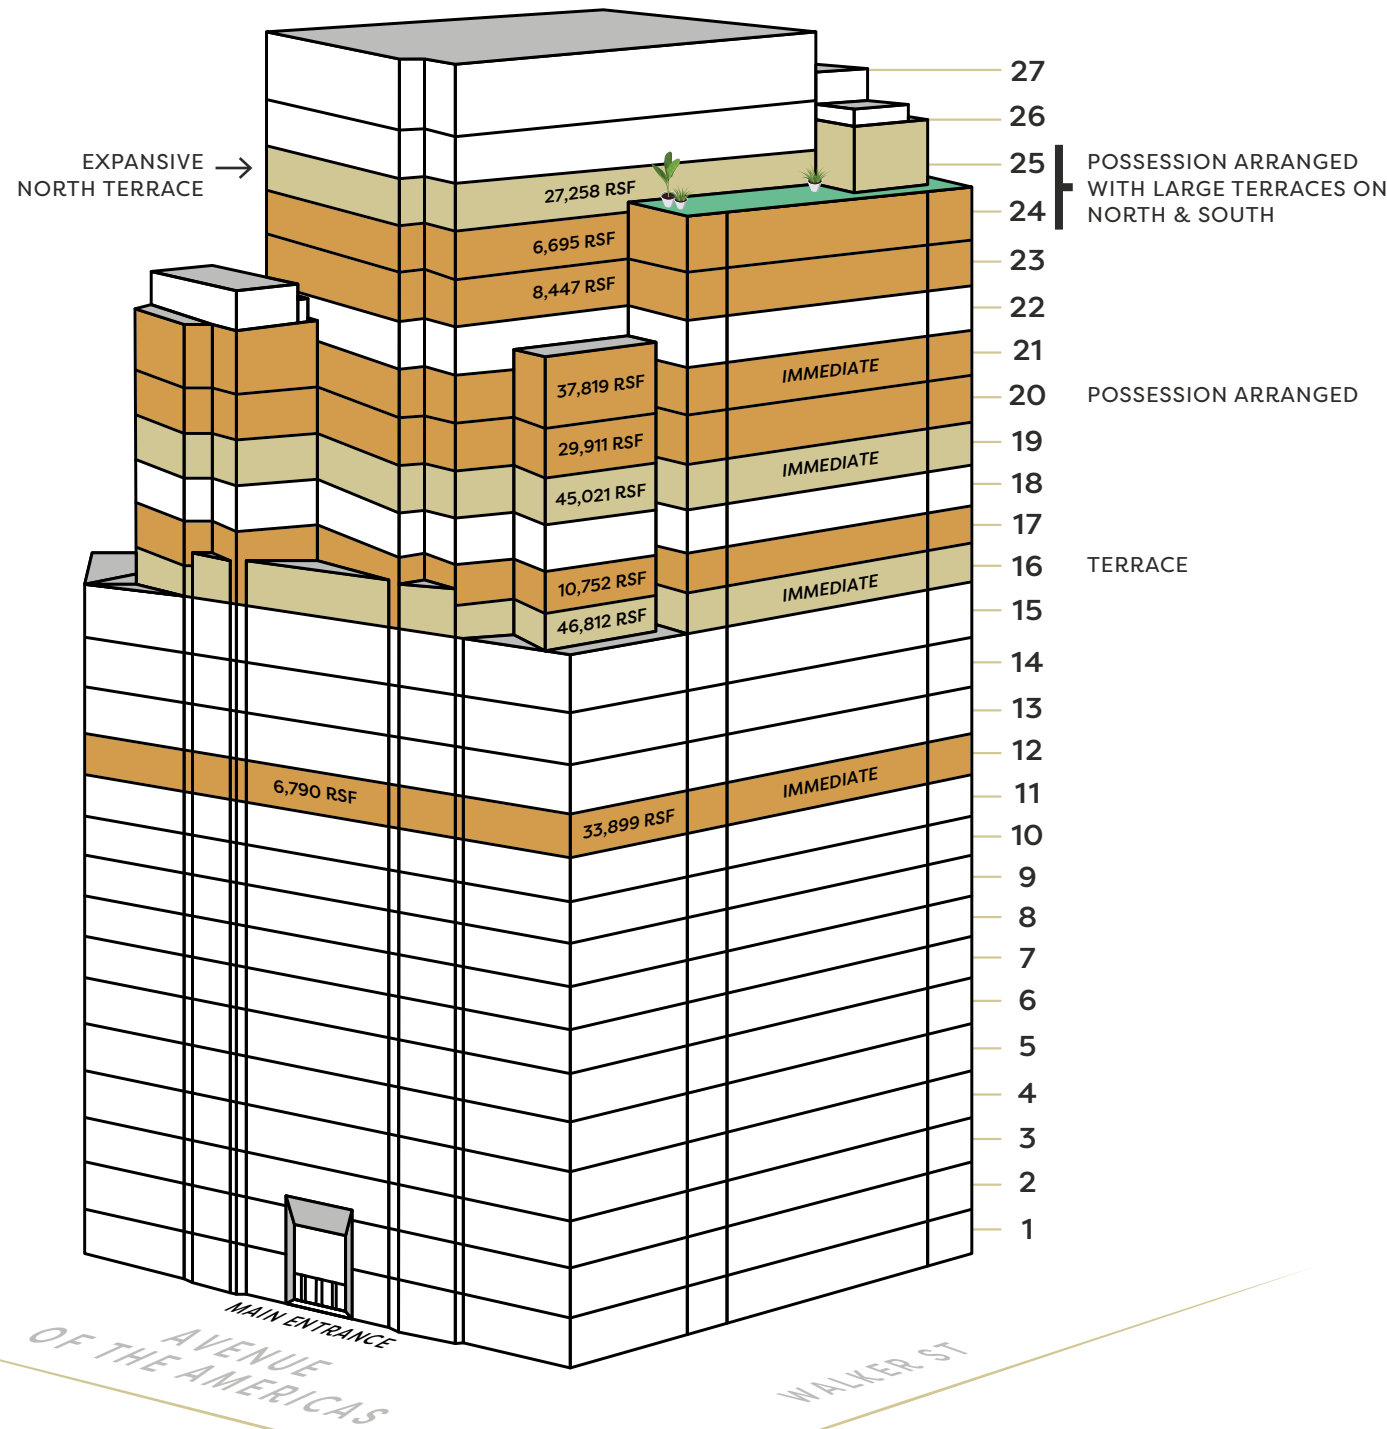 27
26
EXPANSIVE
NORTH TERRACE
25
POSSESSION ARRANGED
WITH LARGE TERRACES ON
NORTH & SOUTH
27,258 RSF
24
6,695 RSF
23
8,447 RSF
22
21
IMMEDIATE
37,819 RSF
20
POSSESSION ARRANGED
29,911 RSF
19
IMMEDIATE
45,021 RSF
18
17
16
TERRACE
10,752 RSF
IMMEDIATE
46,812 RSF
15
14
13
12
IMMEDIATE
6,790 RSF
33,899 RSF
11
10
9
8
7
6
5
4
3
2
1
MAIN ENTRANCE
AVENUE
OF THE AMERICAS
WALKER ST